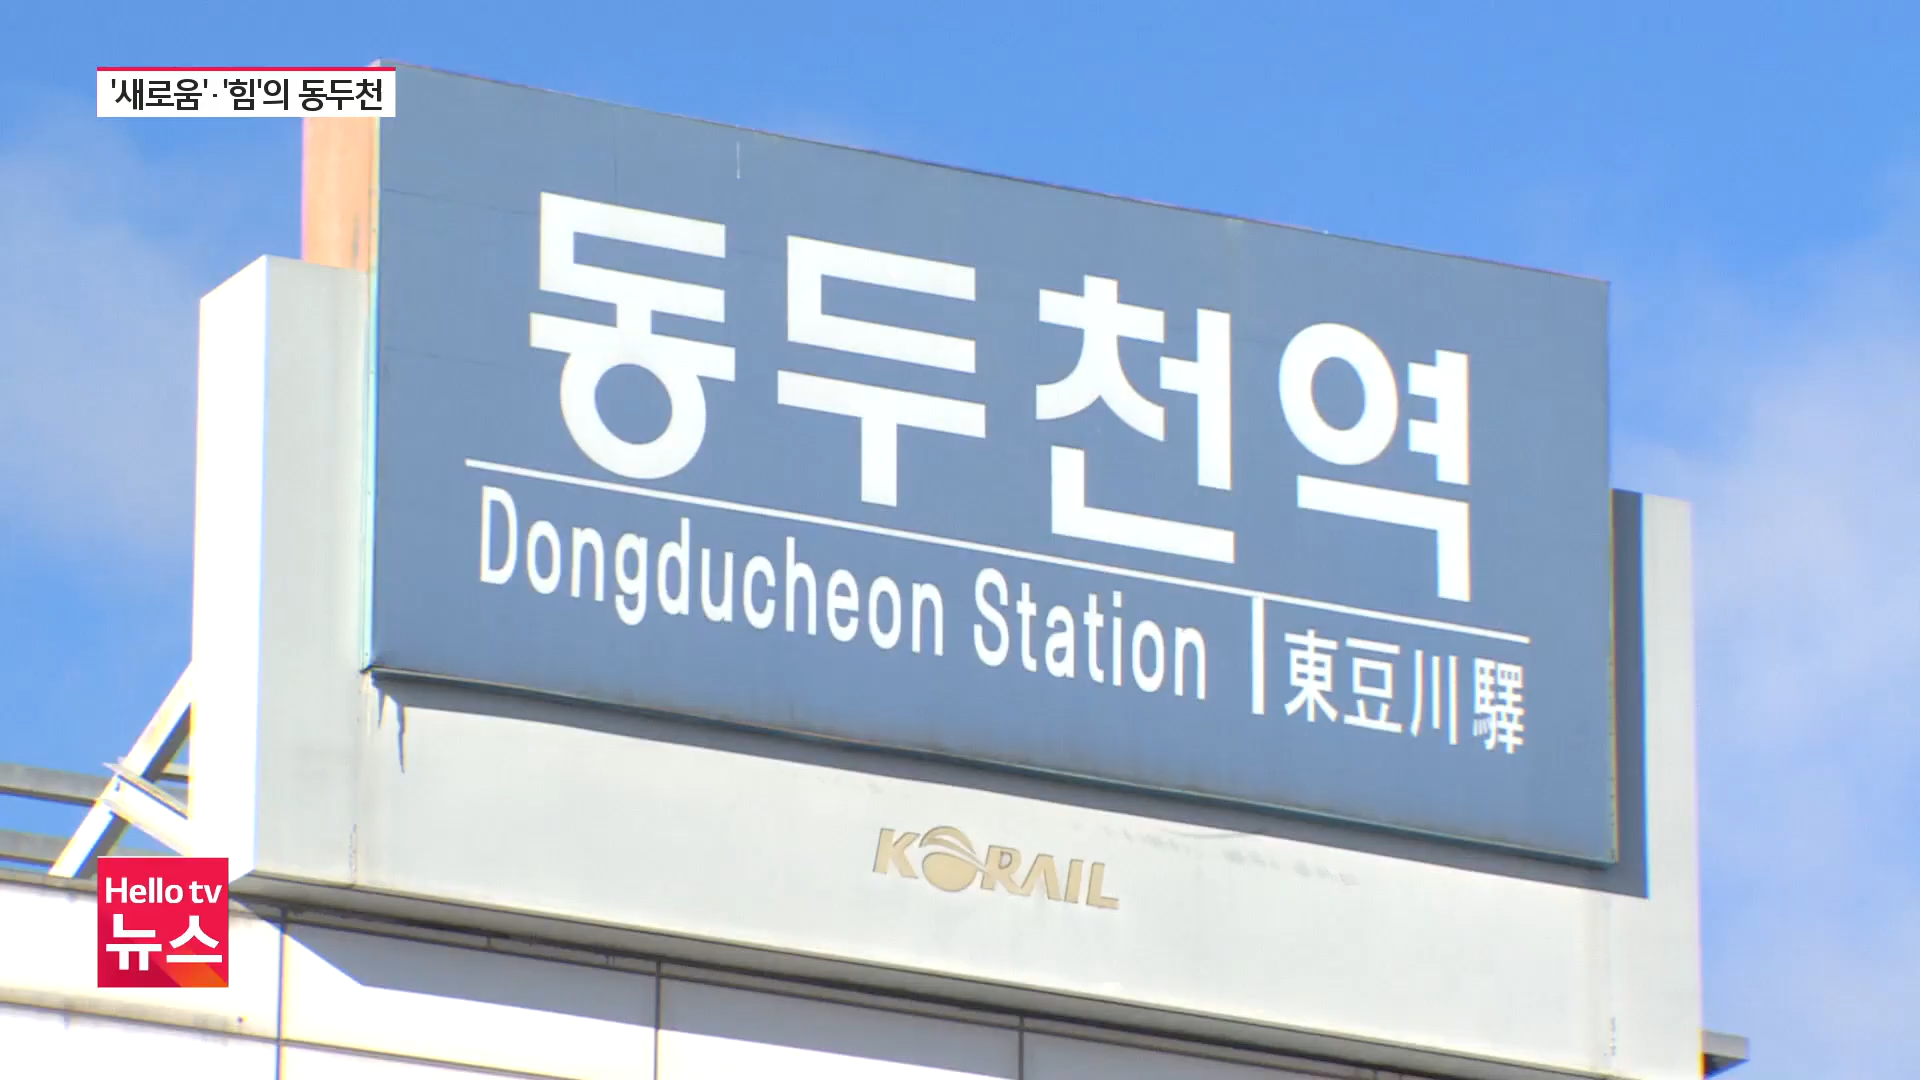 '새로움'·'힘'의 동두천
동두천역
Dongducheon Station | 東豆川驛
KORAIL
Hello tv
뉴스